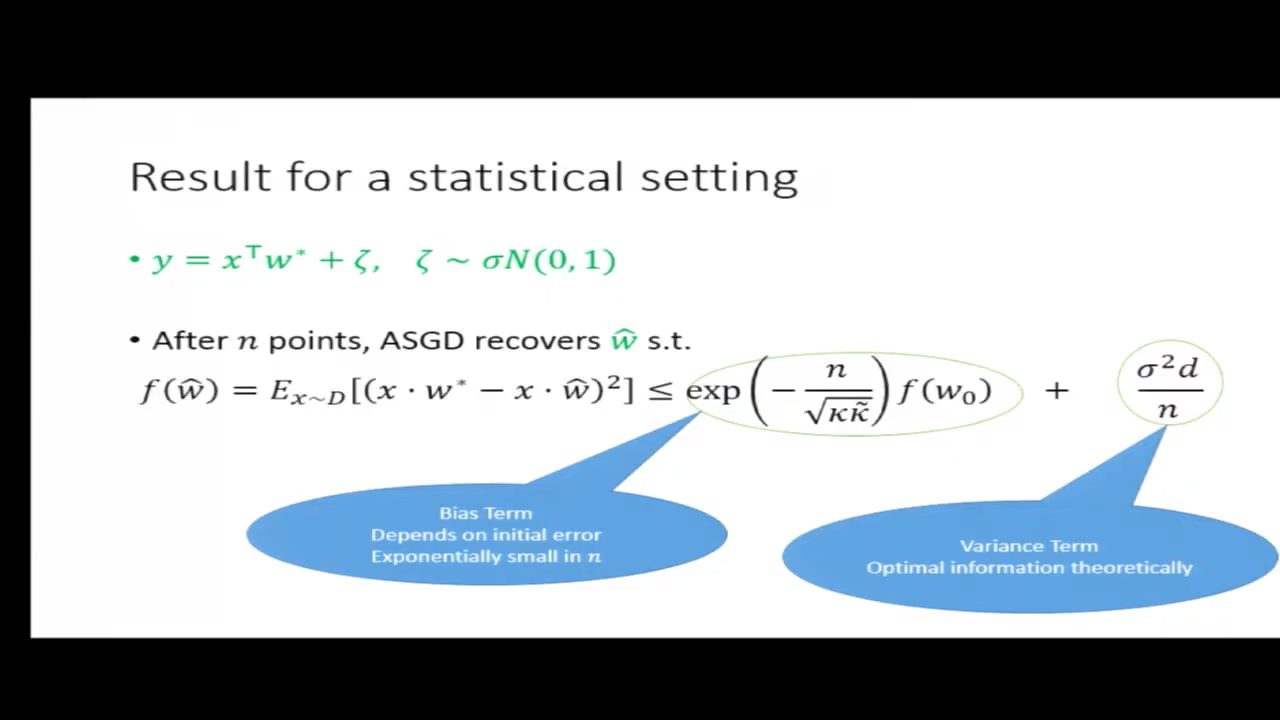 Result for a statistical setting
• y = xᵀw* + ζ, ζ ~ σN(0, 1)
• After n points, ASGD recovers ŵ s.t.
f(ŵ) = E_{x~D}[(x · w* − x · ŵ)²] ≤ exp(−n/√(κκ̃)) f(w₀) + σ²d/n
Bias Term
Depends on initial error
Exponentially small in n
Variance Term
Optimal information theoretically